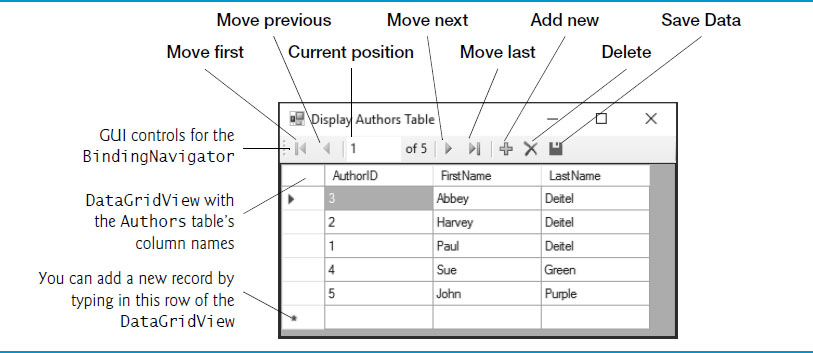 Move previous Move next Add new Save Data
Move first Current position Move last Delete
Display Authors Table
GUI controls for the
BindingNavigator
1 of 5
AuthorID FirstName LastName
3 Abbey Deitel
2 Harvey Deitel
1 Paul Deitel
4 Sue Green
5 John Purple
*
DataGridView with
the Authors table's
column names
You can add a new record by
typing in this row of the
DataGridView